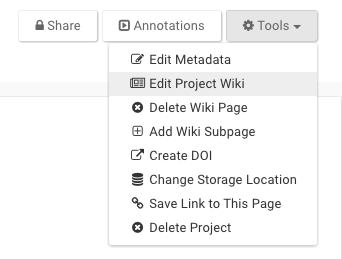 Share Annotations Tools
Edit Metadata
Edit Project Wiki
Delete Wiki Page
Add Wiki Subpage
Create DOI
Change Storage Location
Save Link to This Page
Delete Project